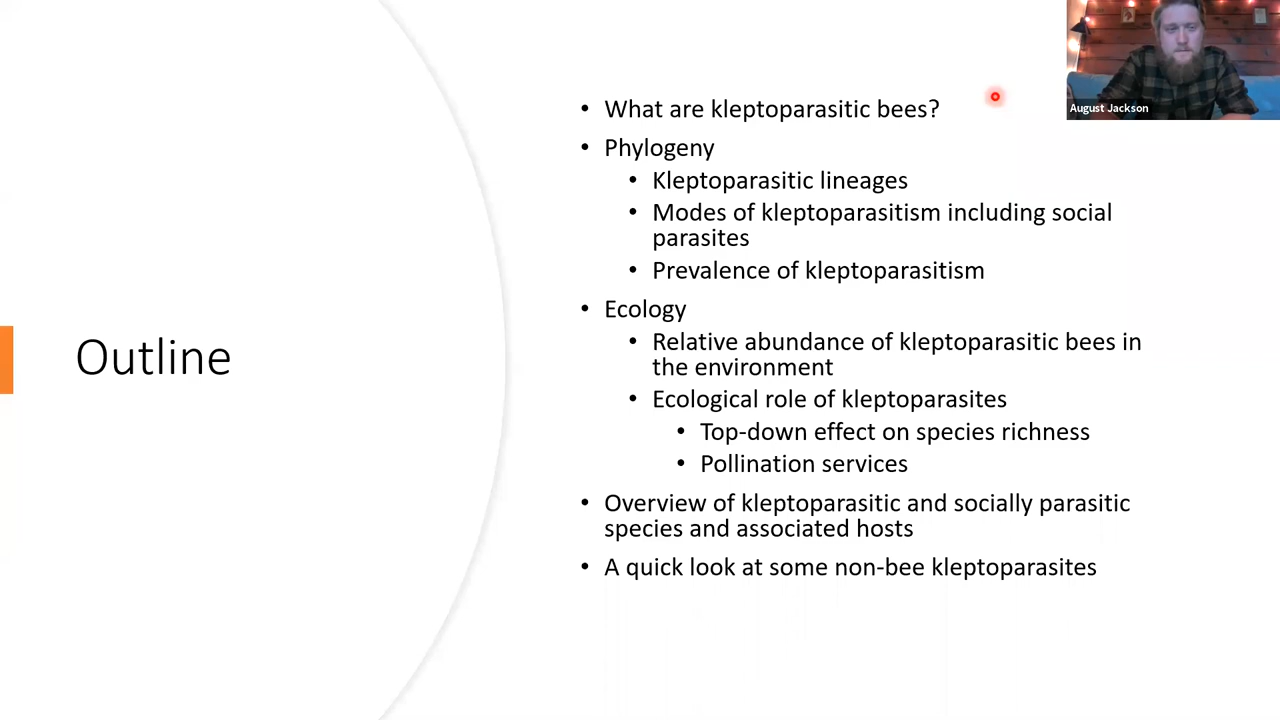 Outline
• What are kleptoparasitic bees?
• Phylogeny
• Kleptoparasitic lineages
• Modes of kleptoparasitism including social
parasites
• Prevalence of kleptoparasitism
• Ecology
• Relative abundance of kleptoparasitic bees in
the environment
• Ecological role of kleptoparasites
• Top-down effect on species richness
• Pollination services
• Overview of kleptoparasitic and socially parasitic
species and associated hosts
• A quick look at some non-bee kleptoparasites
August Jackson